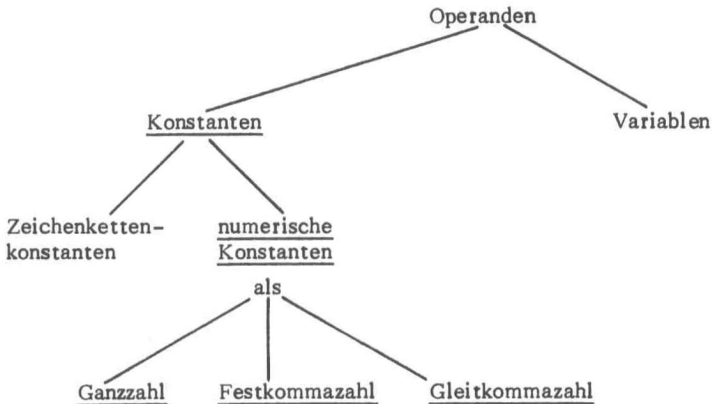 Operanden
Konstanten Variablen
Zeichenketten- numerische
konstanten Konstanten
als
Ganzzahl Festkommazahl Gleitkommazahl